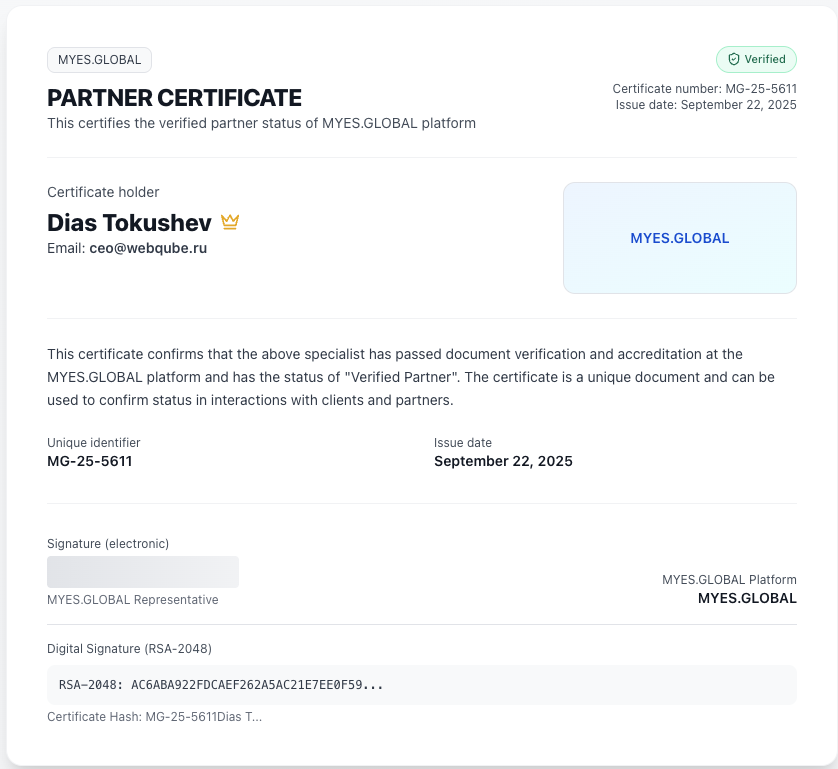 MYES.GLOBAL
Verified
PARTNER CERTIFICATE
Certificate number: MG-25-5611
This certifies the verified partner status of MYES.GLOBAL platform
Issue date: September 22, 2025
Certificate holder
Dias Tokushev
Email: ceo@webqube.ru
MYES.GLOBAL
This certificate confirms that the above specialist has passed document verification and accreditation at the
MYES.GLOBAL platform and has the status of "Verified Partner". The certificate is a unique document and can be
used to confirm status in interactions with clients and partners.
Unique identifier
MG-25-5611
Issue date
September 22, 2025
Signature (electronic)
MYES.GLOBAL Representative
MYES.GLOBAL Platform
MYES.GLOBAL
Digital Signature (RSA-2048)
RSA-2048: AC6ABA922FDCAEF262A5AC21E7EE0F59...
Certificate Hash: MG-25-5611Dias T...